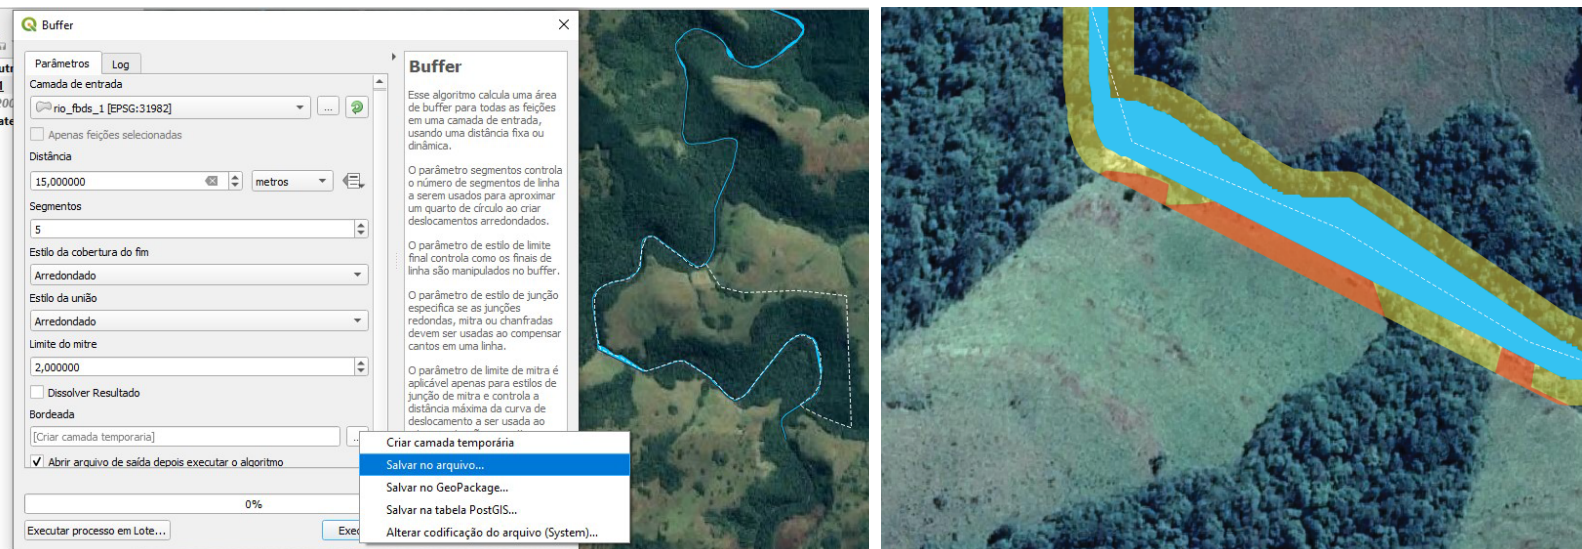 Buffer
Parâmetros
Log
Camada de entrada
rio_fbds_1 [EPSG:31982]
...
Apenas feições selecionadas
Distância
15,000000
metros
Segmentos
5
Estilo da cobertura do fim
Arredondado
Estilo da união
Arredondado
Limite do mitre
2,000000
Dissolver Resultado
Bordeada
[Criar camada temporaria]
...
Abrir arquivo de saída depois executar o algoritmo
0%
Executar processo em Lote...
Exec
Buffer
Esse algoritmo calcula uma área
de buffer para todas as feições
em uma camada de entrada,
usando uma distância fixa ou
dinâmica.
O parâmetro segmentos controla
o número de segmentos de linha
a serem usados para aproximar
um quarto de círculo ao criar
deslocamentos arredondados.
O parâmetro de estilo de limite
final controla como os finais de
linha são manipulados no buffer.
O parâmetro de estilo de junção
especifica se as junções
redondas, mitra ou chanfradas
devem ser usadas ao compensar
cantos em uma linha.
O parâmetro de limite de mitra é
aplicável apenas para estilos de
junção de mitra e controla a
distância máxima da curva de
deslocamento a ser usada ao
Criar camada temporária
Salvar no arquivo...
Salvar no GeoPackage...
Salvar na tabela PostGIS...
Alterar codificação do arquivo (System)...